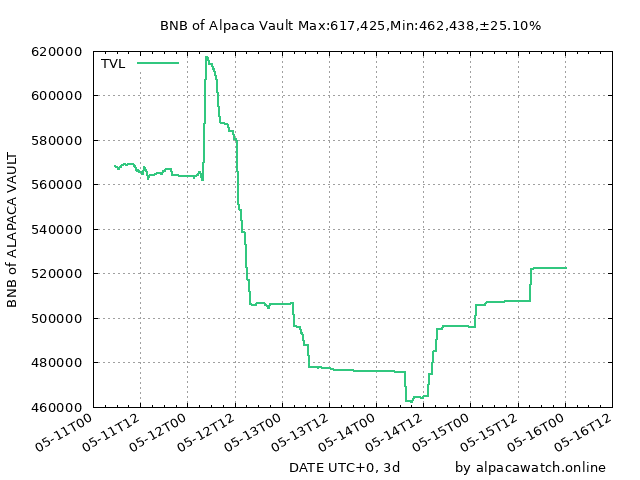 BNB of Alpaca Vault Max:617,425,Min:462,438,±25.10%
TVL
620000
600000
580000
560000
540000
520000
500000
480000
460000
BNB of ALAPACA VAULT
05-11T00
05-11T12
05-12T00
05-12T12
05-13T00
05-13T12
05-14T00
05-14T12
05-15T00
05-15T12
05-16T00
05-16T12
DATE UTC+0, 3d
by alpacawatch.online